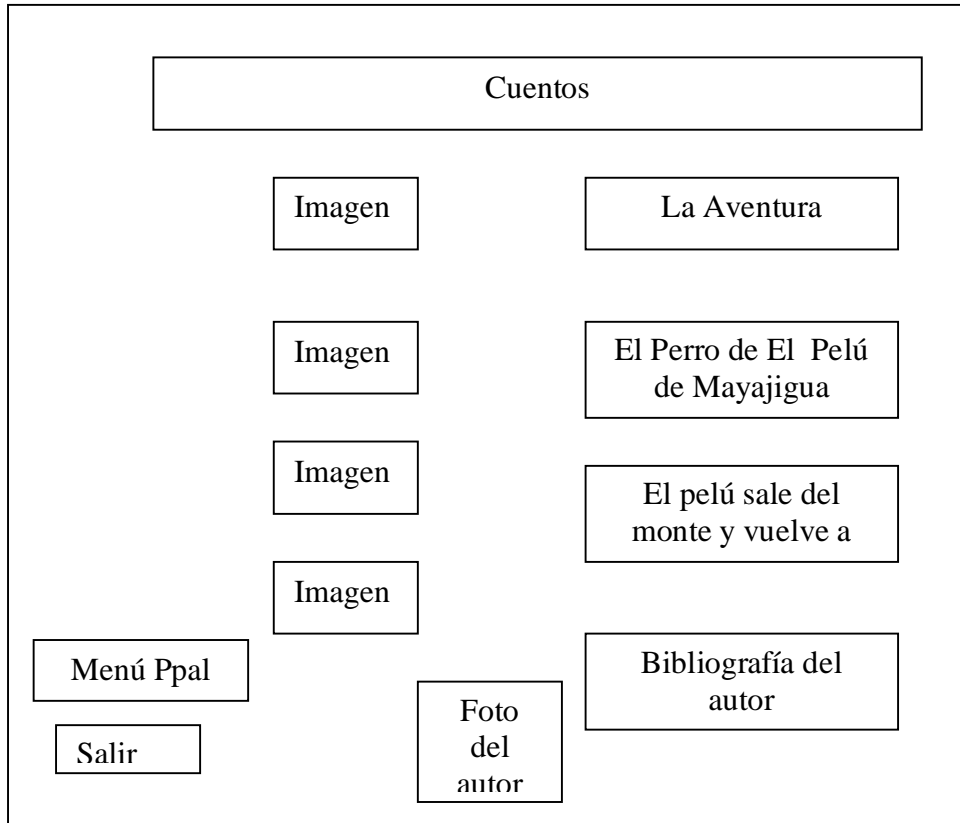 Cuentos
Imagen
La Aventura
Imagen
El Perro de El Pelú
de Mayajigua
Imagen
El pelú sale del
monte y vuelve a
Imagen
Menú Ppal
Bibliografía del
autor
Salir
Foto
del
autor